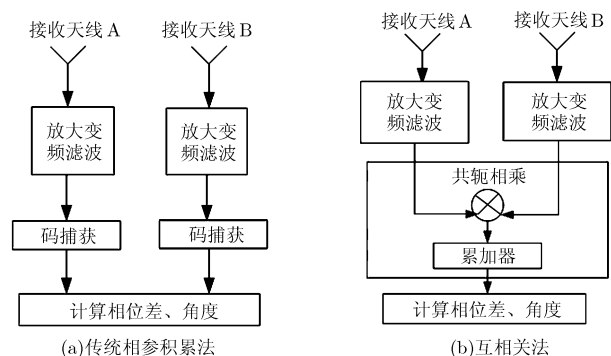 接收天线A
接收天线B
放大变
频滤波
放大变
频滤波
码捕获
码捕获
计算相位差、角度
(a)传统相参积累法
接收天线A
接收天线B
放大变
频滤波
放大变
频滤波
共轭相乘
累加器
计算相位差、角度
(b)互相关法